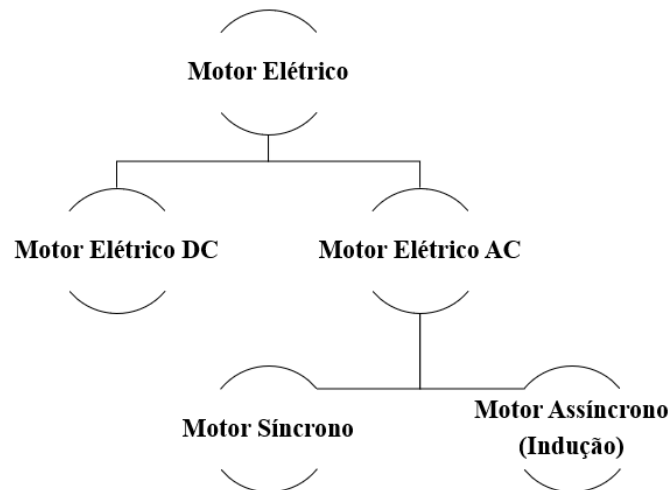 Motor Elétrico
Motor Elétrico DC
Motor Elétrico AC
Motor Síncrono
Motor Assíncrono
(Indução)